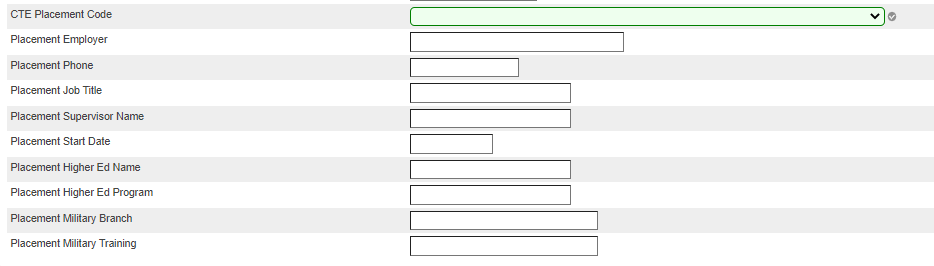 CTE Placement Code
Placement Employer
Placement Phone
Placement Job Title
Placement Supervisor Name
Placement Start Date
Placement Higher Ed Name
Placement Higher Ed Program
Placement Military Branch
Placement Military Training